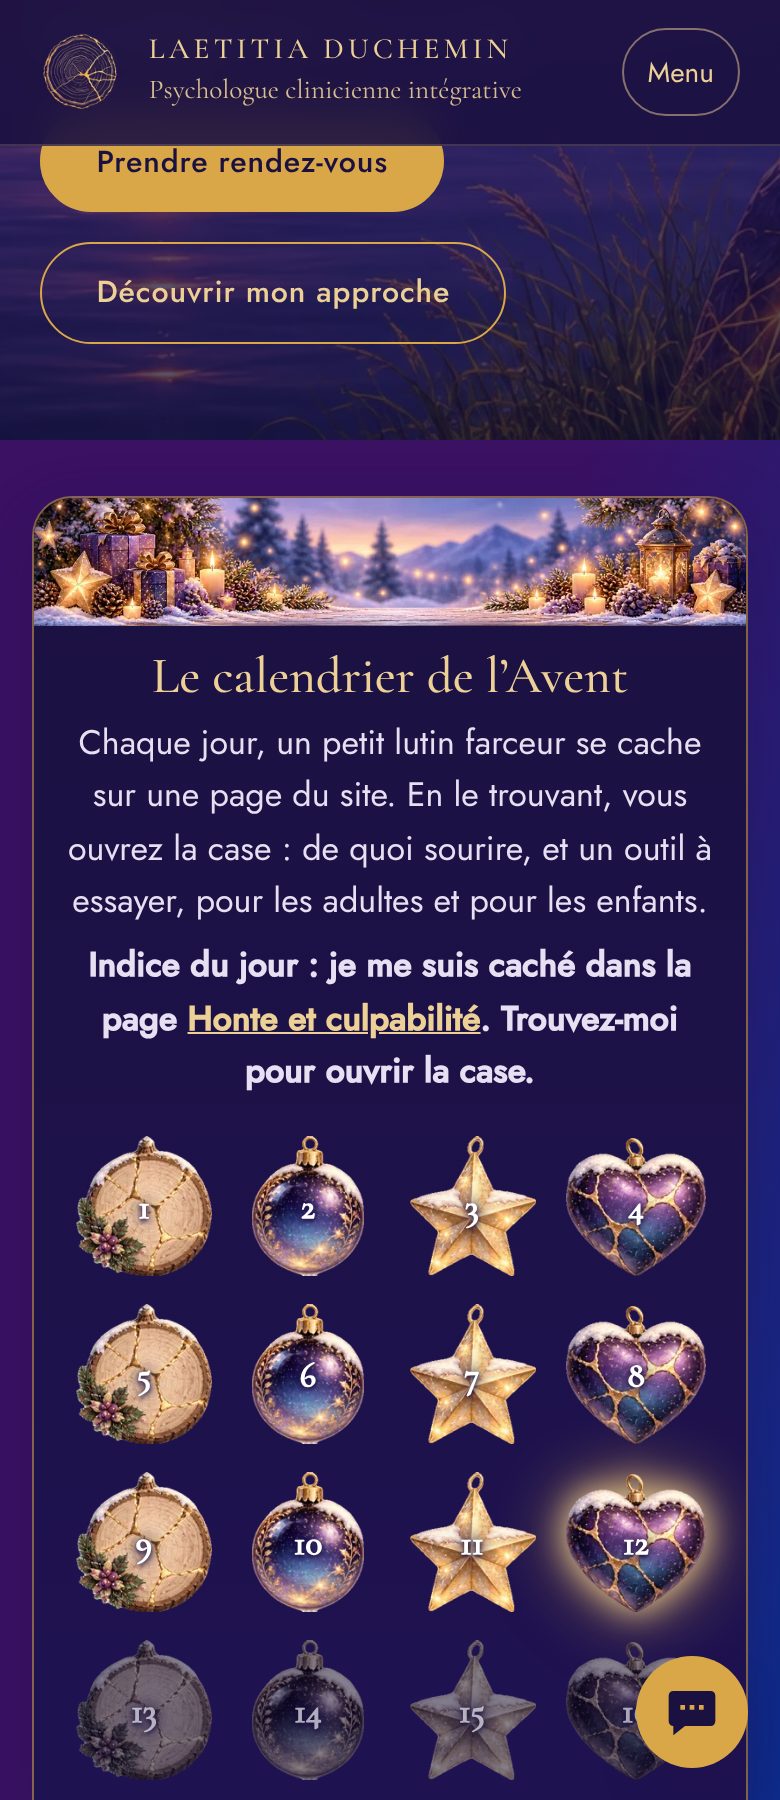 LAETITIA DUCHEMIN
Psychologue clinicienne intégrative
Menu
Prendre rendez-vous
Découvrir mon approche
Le calendrier de l’Avent
Chaque jour, un petit lutin farceur se cache
sur une page du site. En le trouvant, vous
ouvrez la case : de quoi sourire, et un outil à
essayer, pour les adultes et pour les enfants.
Indice du jour : je me suis caché dans la
page Honte et culpabilité. Trouvez-moi
pour ouvrir la case.
1 2 3 4
5 6 7 8
9 10 11 12
13 14 15